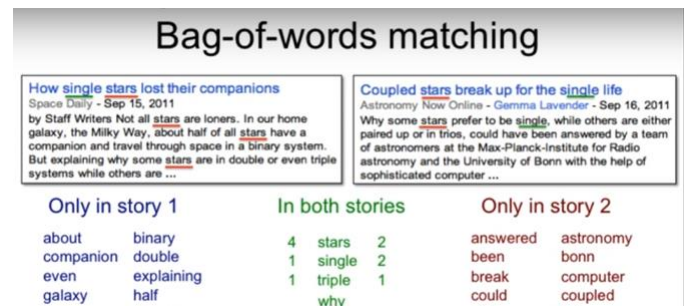 Bag-of-words matching
How single stars lost their companions
Space Daily - Sep 15, 2011
by Staff Writers Not all stars are loners. In our home
galaxy, the Milky Way, about half of all stars have a
companion and travel through space in a binary system.
But explaining why some stars are in double or even triple
systems while others are ...
Coupled stars break up for the single life
Astronomy Now Online - Gemma Lavender - Sep 16, 2011
Why some stars prefer to be single, while others are either
paired up or in trios, could have been answered by a team
of astronomers at the Max-Planck-Institute for Radio
astronomy and the University of Bonn with the help of
sophisticated computer ...
Only in story 1
about binary
companion double
even explaining
galaxy half
In both stories
4 stars 2
1 single 2
1 triple 1
why
Only in story 2
answered astronomy
been bonn
break computer
could coupled